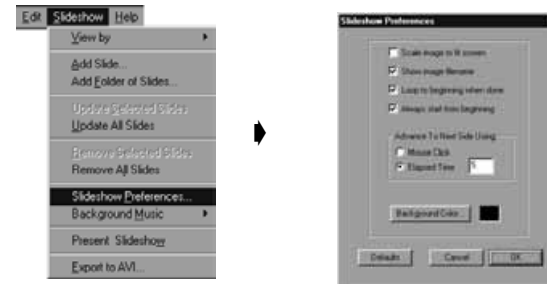 Edit Slideshow Help
View by
Add Slide...
Add Folder of Slides...
Update Selected Slides
Update All Slides
Remove Selected Slides
Remove All Slides
Slideshow Preferences...
Background Music
Present Slideshow
Export to AVI...
Slideshow Preferences
Scale image to fit screen
Show image filename
Loop to beginning when done
Always start from beginning
Advance To Next Slide Using:
Mouse Click
Elapsed Time
Background Color...
Defaults Cancel OK